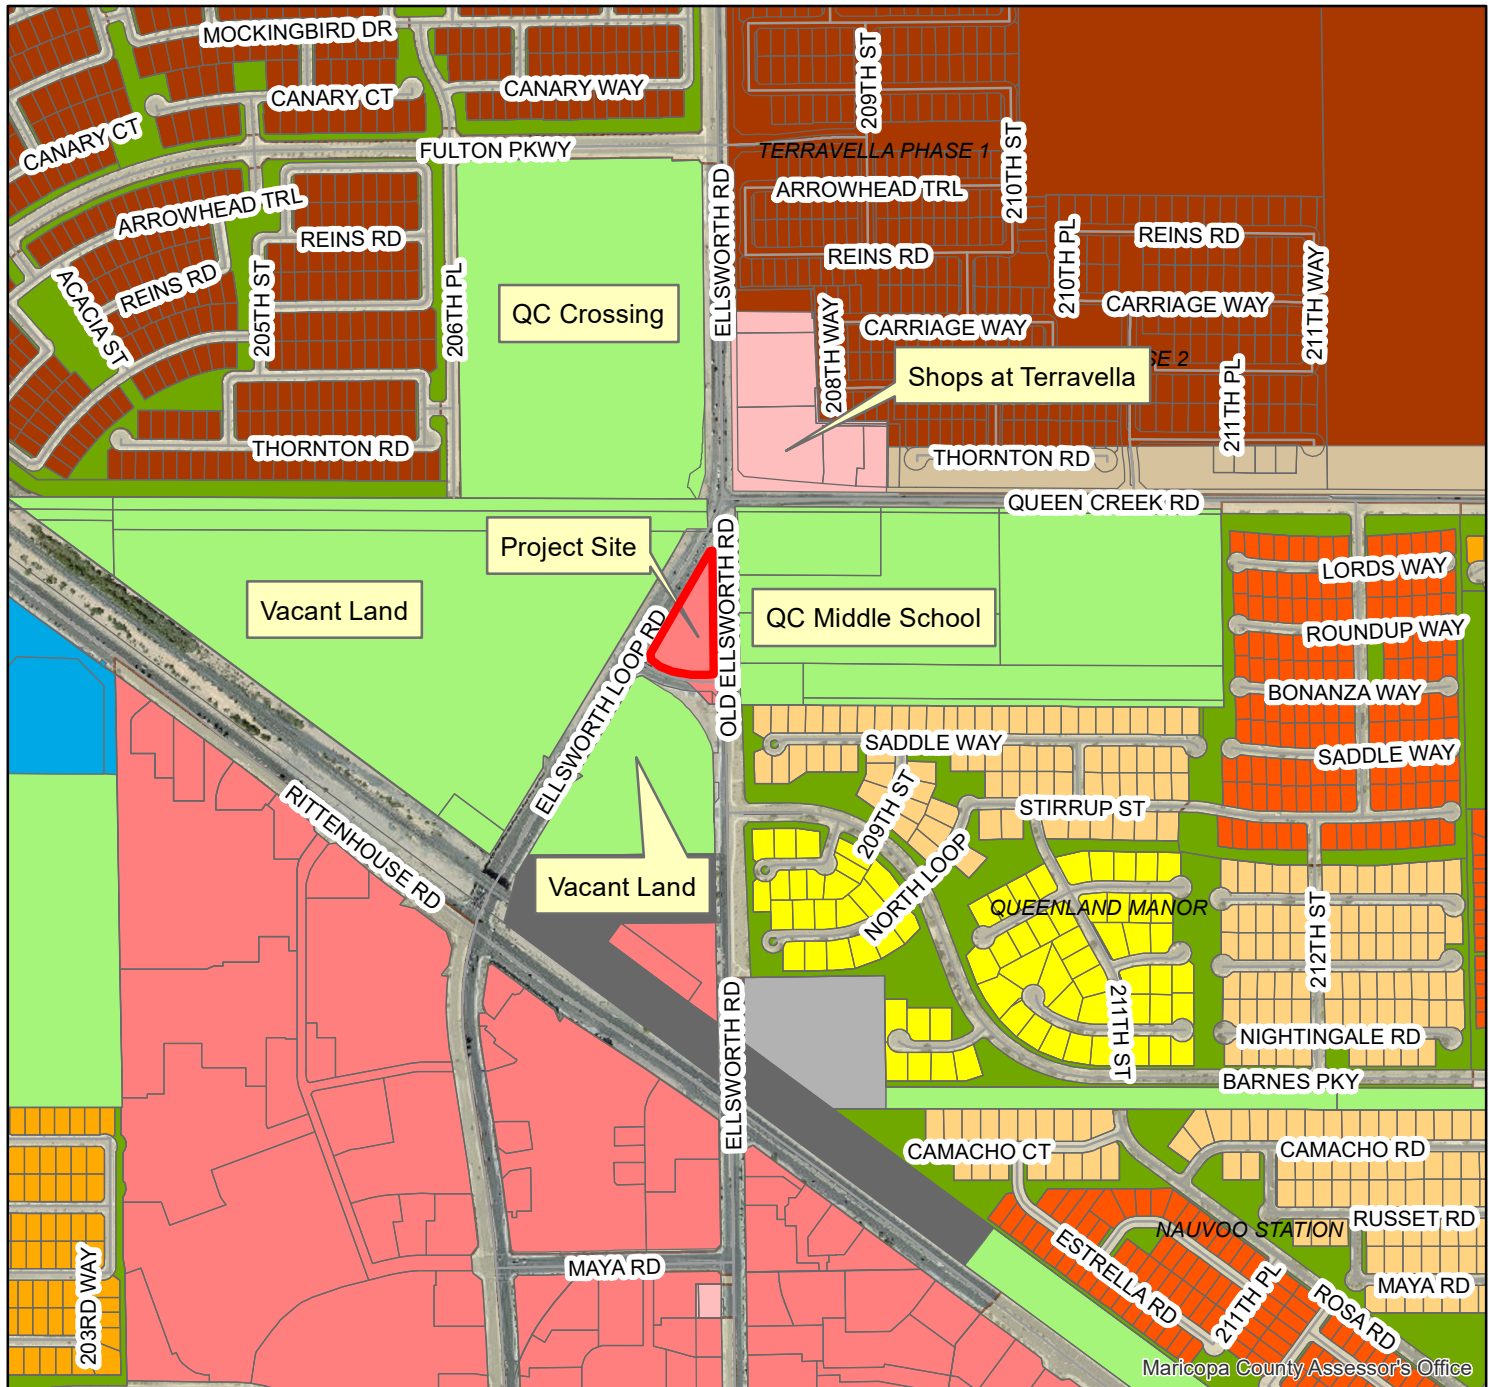 MOCKINGBIRD DR
209TH ST
CANARY WAY
CANARY CT
CANARY CT
FULTON PKWY
TERRAVELLA PHASE 1
210TH ST
ARROWHEAD TRL
ARROWHEAD TRL
ELLSWORTH RD
REINS RD
REINS RD
REINS RD
REINS RD
ACACIA ST
205TH ST
206TH PL
210TH PL
211TH WAY
QC Crossing
CARRIAGE WAY
CARRIAGE WAY
208TH WAY
SE 2
Shops at Terravella
211TH PL
THORNTON RD
THORNTON RD
QUEEN CREEK RD
Project Site
OLD ELLSWORTH RD
LORDS WAY
Vacant Land
QC Middle School
ROUNDUP WAY
ELLSWORTH LOOP RD
BONANZA WAY
SADDLE WAY
SADDLE WAY
RITTENHOUSE RD
209TH ST
STIRRUP ST
Vacant Land
NORTH LOOP
QUEENLAND MANOR
212TH ST
ELLSWORTH RD
211TH ST
NIGHTINGALE RD
BARNES PKY
CAMACHO CT
CAMACHO RD
NAUVOO STATION
RUSSET RD
203RD WAY
MAYA RD
ESTRELLA RD
211TH PL
MAYA RD
ROSA RD
Maricopa County Assessor's Office